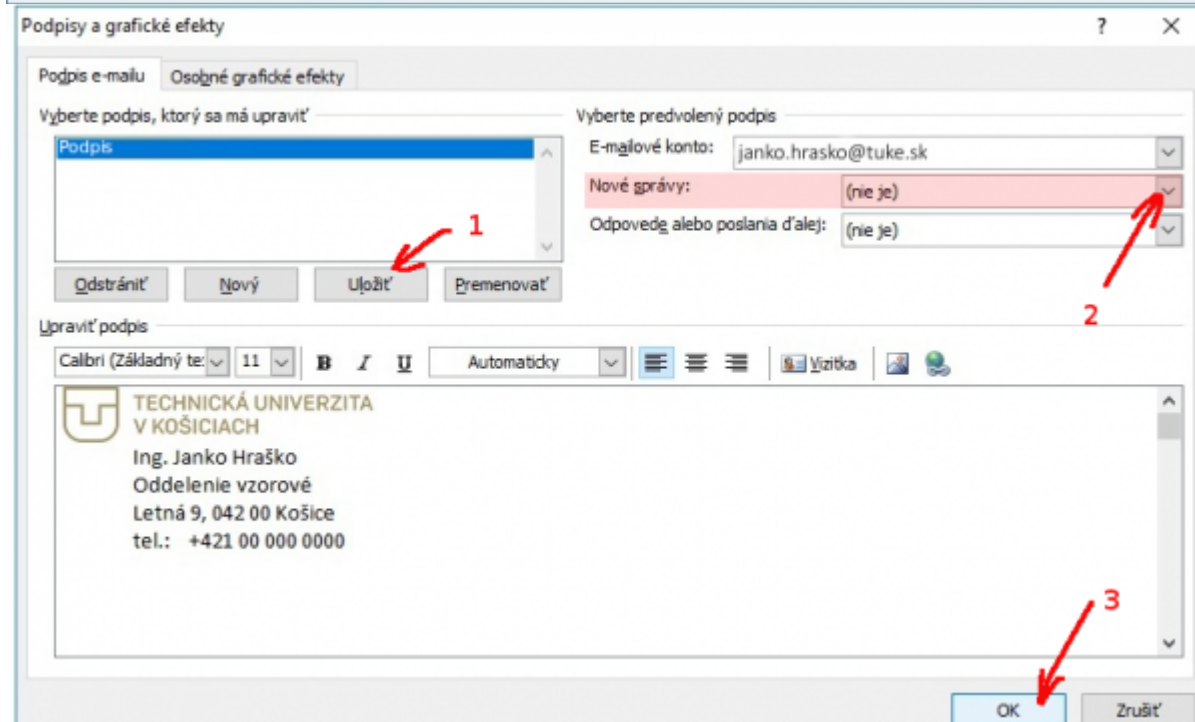 Podpisy a grafické efekty ?
Podpis e-mailu Osobné grafické efekty
Vyberte podpis, ktorý sa má upraviť
Podpis
1
Odstrániť Nový Uložiť Premenovať
Vyberte predvolený podpis
E-mailové konto: janko.hrasko@tuke.sk
Nové správy: (nie je)
Odpovede alebo poslania ďalej: (nie je)
2
Upraviť podpis
Calibri (Základný te: 11 B I U Automaticky Vizitka
TECHNICKÁ UNIVERZITA
V KOŠICIACH
Ing. Janko Hraško
Oddelenie vzorové
Letná 9, 042 00 Košice
tel.: +421 00 000 0000
3
OK Zrušiť